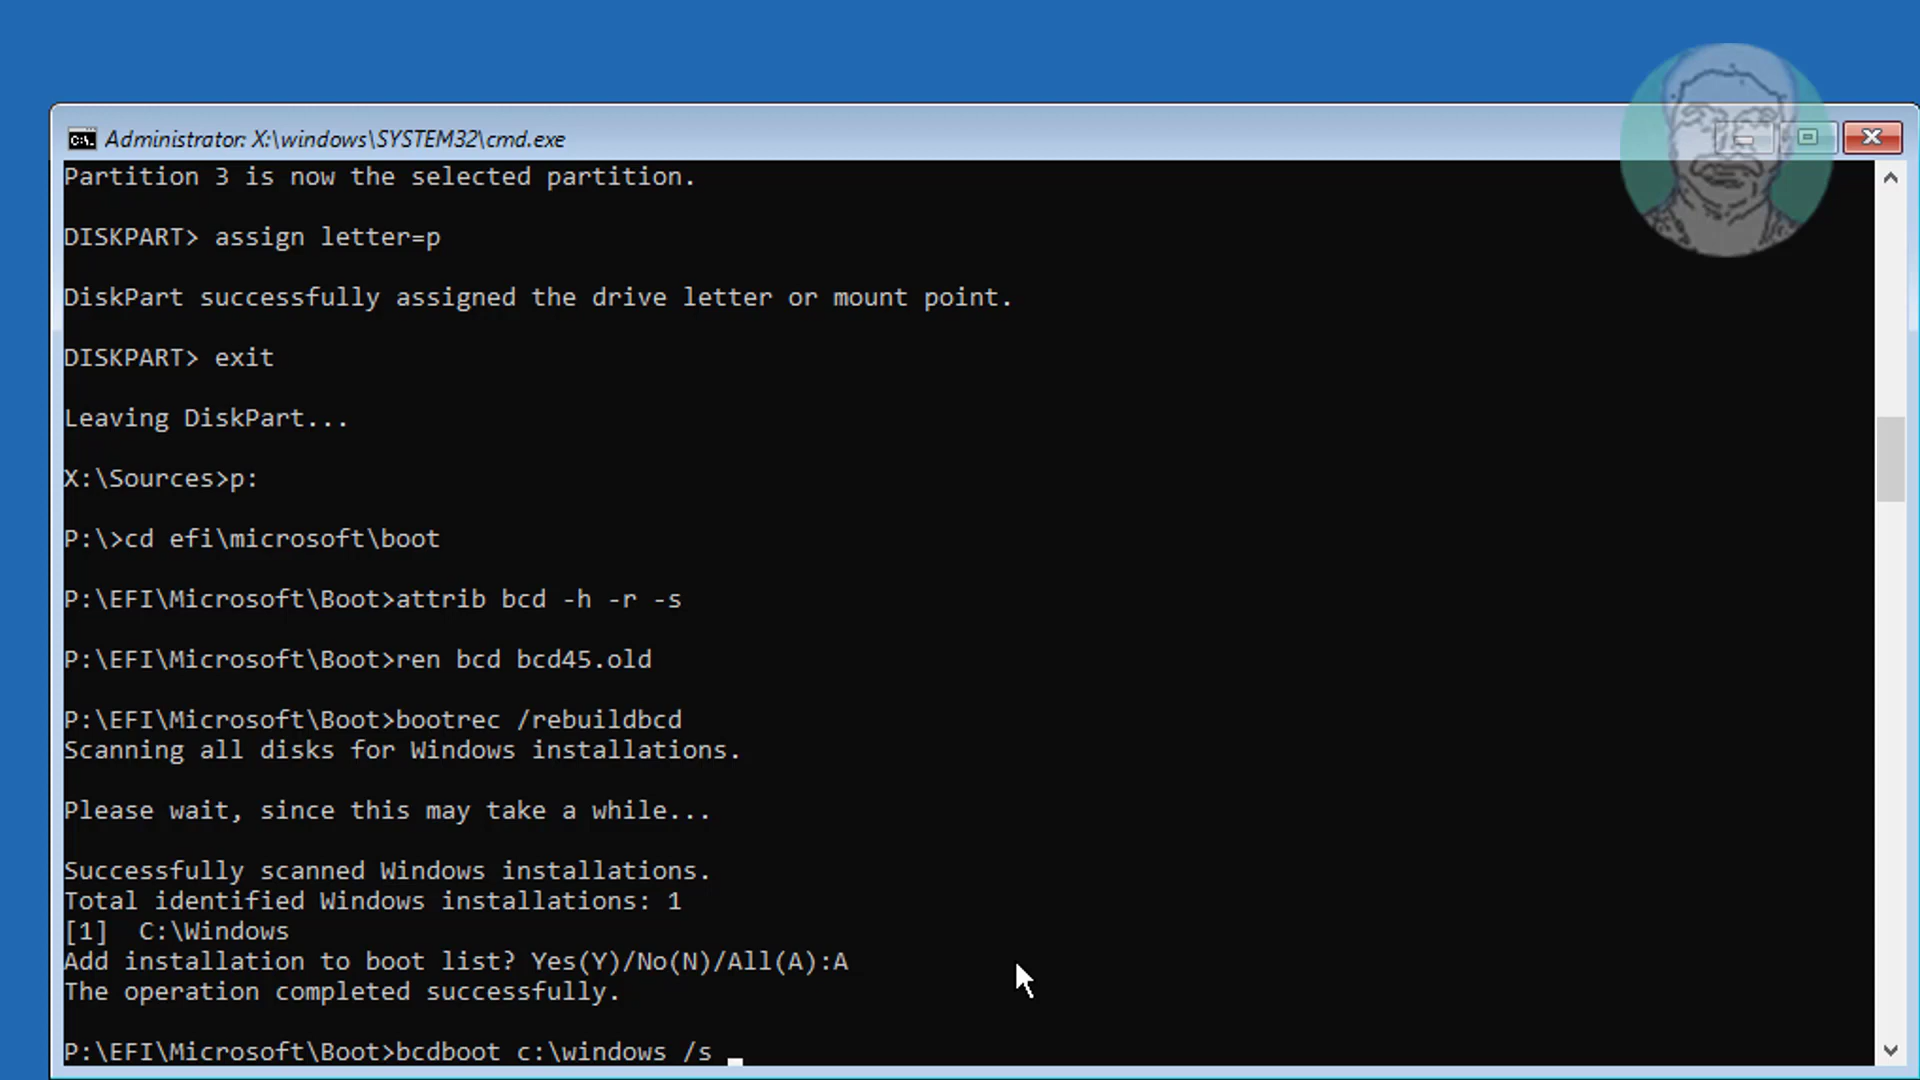 Administrator: X:\windows\SYSTEM32\cmd.exe
Partition 3 is now the selected partition.
DISKPART> assign letter=p
DiskPart successfully assigned the drive letter or mount point.
DISKPART> exit
Leaving DiskPart...
X:\Sources>p:
P:\>cd efi\microsoft\boot
P:\EFI\Microsoft\Boot>attrib bcd -h -r -s
P:\EFI\Microsoft\Boot>ren bcd bcd45.old
P:\EFI\Microsoft\Boot>bootrec /rebuildbcd
Scanning all disks for Windows installations.
Please wait, since this may take a while...
Successfully scanned Windows installations.
Total identified Windows installations: 1
[1]  C:\Windows
Add installation to boot list? Yes(Y)/No(N)/All(A):A
The operation completed successfully.
P:\EFI\Microsoft\Boot>bcdboot c:\windows /s